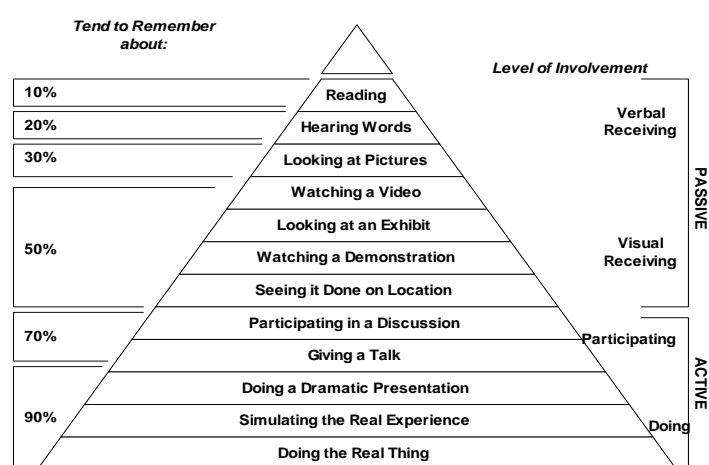 Tend to Remember
about:
Level of Involvement
10%
Reading
Verbal
Receiving
20%
Hearing Words
30%
Looking at Pictures
Watching a Video
PASSIVE
50%
Looking at an Exhibit
Watching a Demonstration
Visual
Receiving
Seeing it Done on Location
70%
Participating in a Discussion
Participating
Giving a Talk
ACTIVE
90%
Doing a Dramatic Presentation
Simulating the Real Experience
Doing
Doing the Real Thing